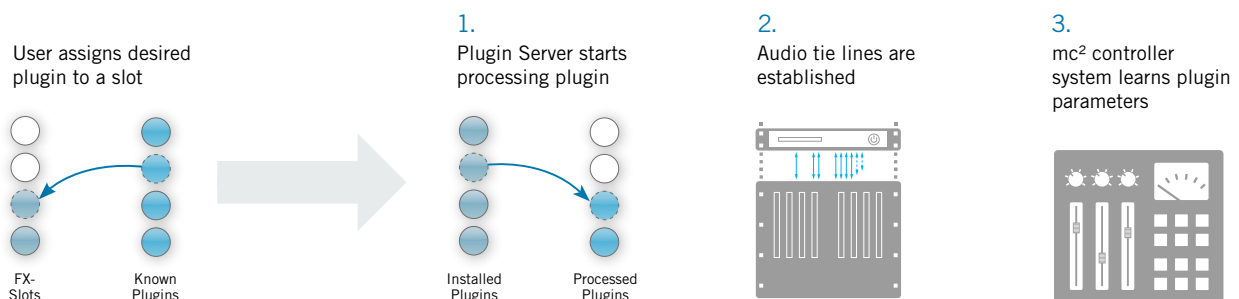 User assigns desired
plugin to a slot
FX-
Slots
Known
Plugins
1.
Plugin Server starts
processing plugin
Installed
Plugins
Processed
Plugins
2.
Audio tie lines are
established
3.
mc² controller
system learns plugin
parameters